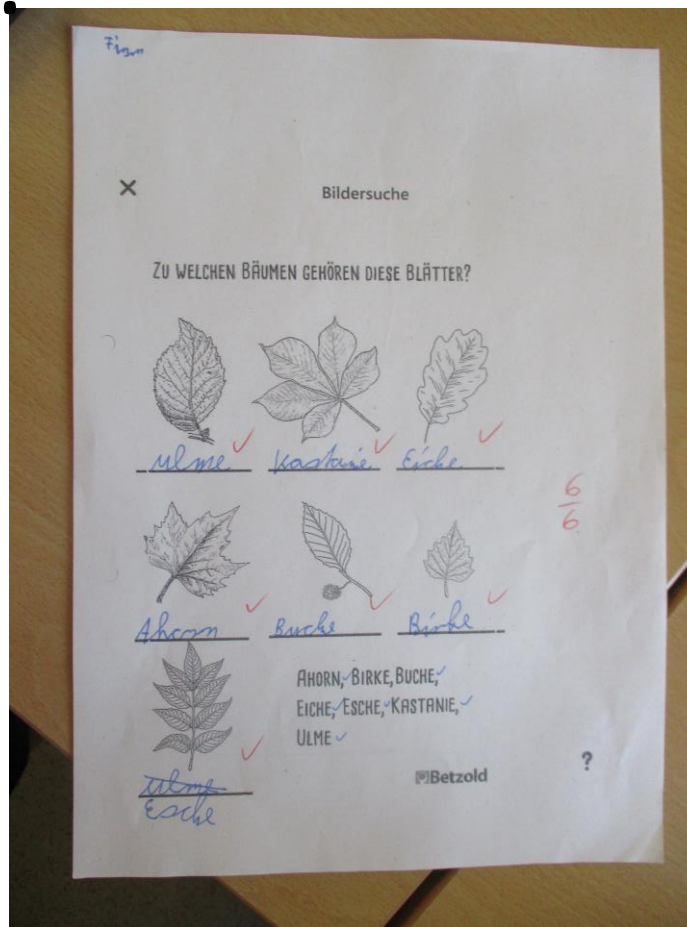 Bildersuche
ZU WELCHEN BÄUMEN GEHÖREN DIESE BLÄTTER?
Ulme Kastanie Eiche
6
6
Ahorn Buche Birke
AHORN, BIRKE, BUCHE,
EICHE, ESCHE, KASTANIE,
ULME
?
Betzold
Ulme
Esche